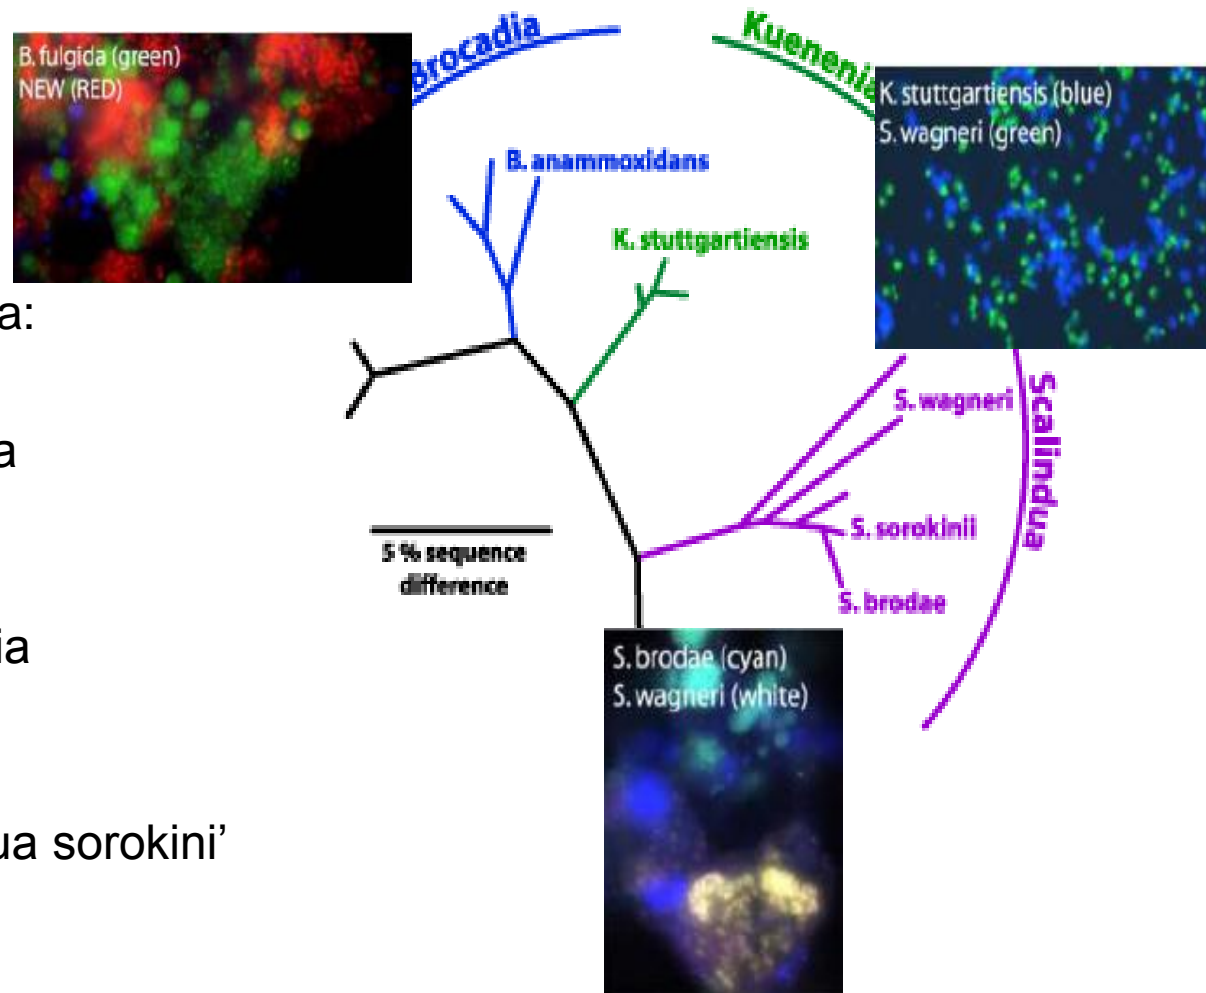 B. fulgida (green)
NEW (RED)
Brocadia
Kuenenia
K. stuttgartiensis (blue)
S. wagneri (green)
B. anammoxidans
K. stuttgartiensis
a:
S. wagneri
Scalindua
a
S. sorokinii
5 % sequence
difference
S. brodae
ia
S. brodae (cyan)
S. wagneri (white)
ua sorokini’